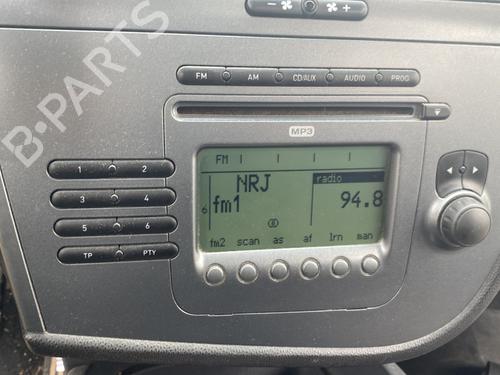 FM AM CD/AUX AUDIO PROG
MP3
FM
NRJ radio
6 fm1 94.8
fm2 scan as af lrn man
1 2
3 4
5 6
TP PTY
B-PARTS